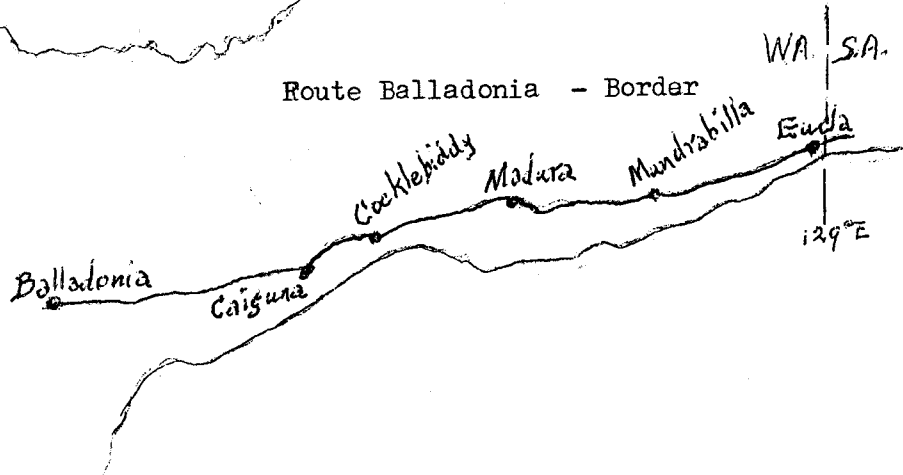 WA. S.A.
Route Balladonia - Border
Eucla
Mundrabilla
Madura
Cocklebiddy
129°E
Balladonia
Caiguna